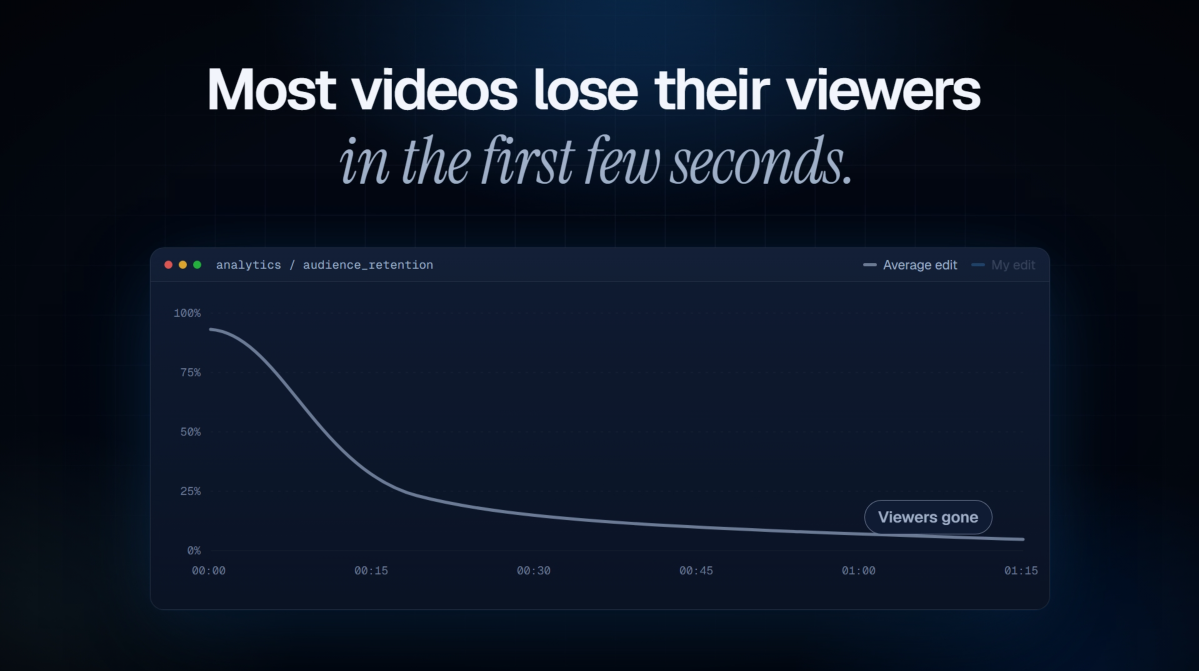 Most videos lose their viewers
in the first few seconds.
analytics / audience_retention
Average edit
My edit
100%
75%
50%
25%
Viewers gone
0%
00:00
00:15
00:30
00:45
01:00
01:15